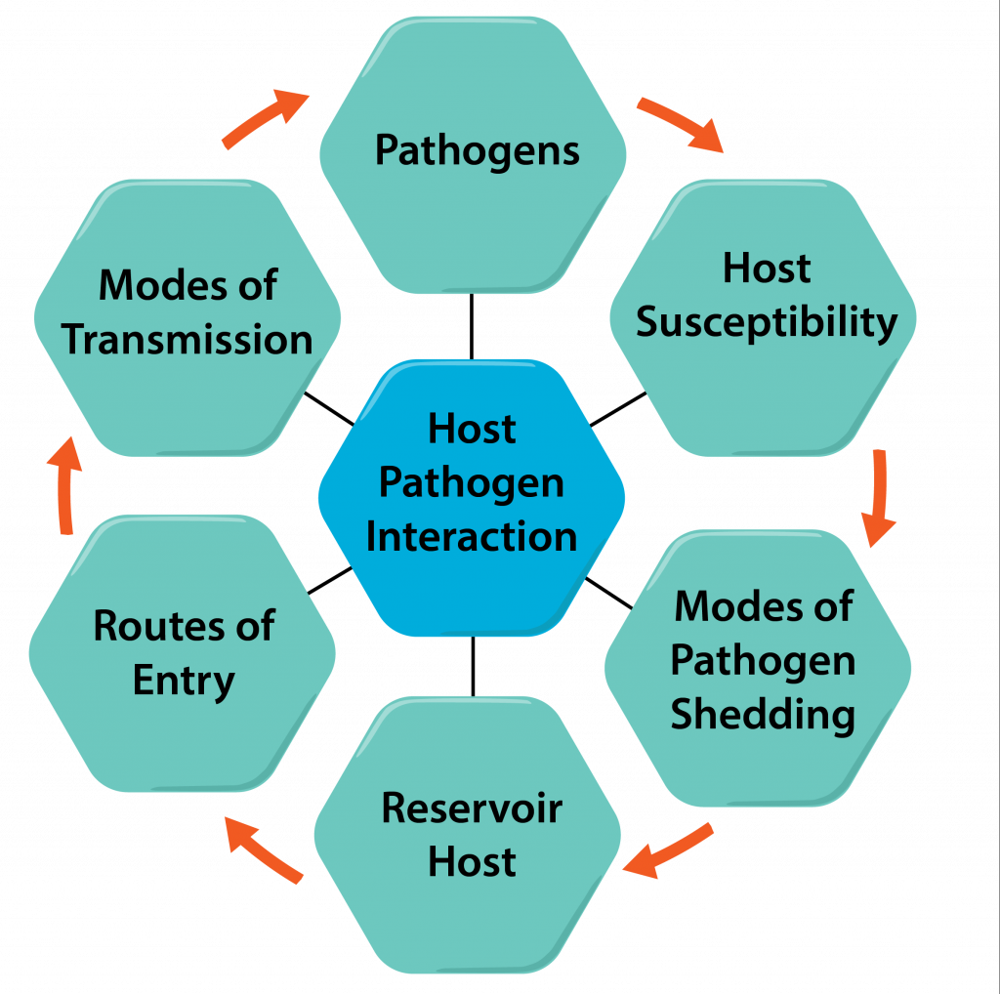 Pathogens
Host
Susceptibility
Modes of
Pathogen
Shedding
Reservoir
Host
Routes of
Entry
Modes of
Transmission
Host
Pathogen
Interaction